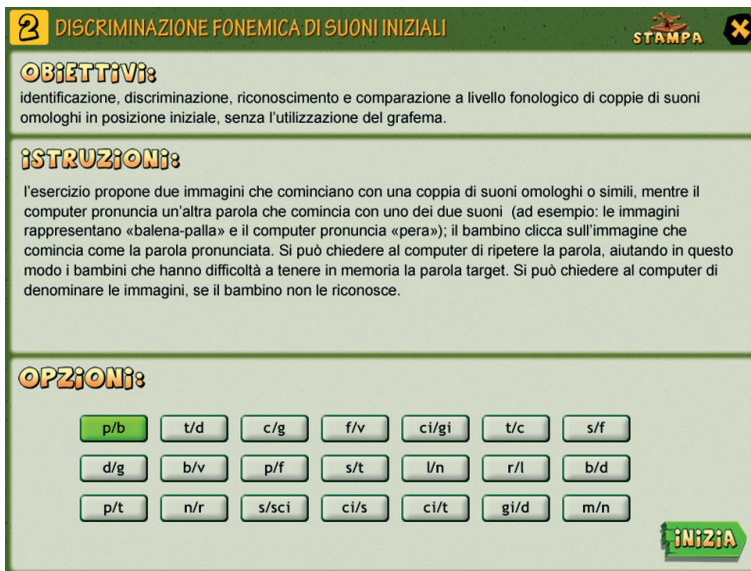 2 DISCRIMINAZIONE FONEMICA DI SUONI INIZIALI
STAMPA
OBIETTIVI:
identificazione, discriminazione, riconoscimento e comparazione a livello fonologico di coppie di suoni
omologhi in posizione iniziale, senza l'utilizzazione del grafema.
ISTRUZIONI:
l'esercizio propone due immagini che cominciano con una coppia di suoni omologhi o simili, mentre il
computer pronuncia un'altra parola che comincia con uno dei due suoni (ad esempio: le immagini
rappresentano «balena-palla» e il computer pronuncia «pera»); il bambino clicca sull'immagine che
comincia come la parola pronunciata. Si può chiedere al computer di ripetere la parola, aiutando in questo
modo i bambini che hanno difficoltà a tenere in memoria la parola target. Si può chiedere al computer di
denominare le immagini, se il bambino non le riconosce.
OPZIONI:
p/b t/d c/g f/v ci/gi t/c s/f
d/g b/v p/f s/t l/n r/l b/d
p/t n/r s/sci ci/s ci/t gi/d m/n
INIZIA